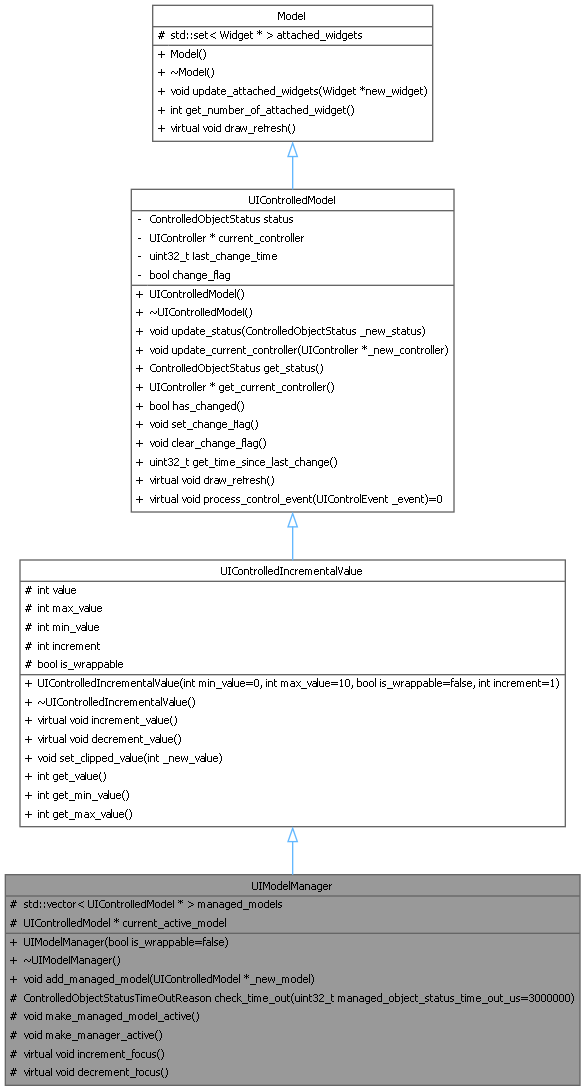 Model
# std::set< Widget * > attached_widgets
+ Model()
+ ~Model()
+ void update_attached_widgets(Widget *new_widget)
+ int get_number_of_attached_widget()
+ virtual void draw_refresh()
UIControlledModel
- ControlledObjectStatus status
- UIController * current_controller
- uint32_t last_change_time
- bool change_flag
+ UIControlledModel()
+ ~UIControlledModel()
+ void update_status(ControlledObjectStatus _new_status)
+ void update_current_controller(UIController *_new_controller)
+ ControlledObjectStatus get_status()
+ UIController * get_current_controller()
+ bool has_changed()
+ void set_change_flag()
+ void clear_change_flag()
+ uint32_t get_time_since_last_change()
+ virtual void draw_refresh()
+ virtual void process_control_event(UIControlEvent _event)=0
UIControlledIncrementalValue
# int value
# int max_value
# int min_value
# int increment
# bool is_wrappable
+ UIControlledIncrementalValue(int min_value=0, int max_value=10, bool is_wrappable=false, int increment=1)
+ ~UIControlledIncrementalValue()
+ virtual void increment_value()
+ virtual void decrement_value()
+ void set_clipped_value(int _new_value)
+ int get_value()
+ int get_min_value()
+ int get_max_value()
UIModelManager
# std::vector< UIControlledModel * > managed_models
# UIControlledModel * current_active_model
+ UIModelManager(bool is_wrappable=false)
+ ~UIModelManager()
+ void add_managed_model(UIControlledModel *_new_model)
# ControlledObjectStatusTimeOutReason check_time_out(uint32_t managed_object_status_time_out_us=3000000)
# void make_managed_model_active()
# void make_manager_active()
# virtual void increment_focus()
# virtual void decrement_focus()